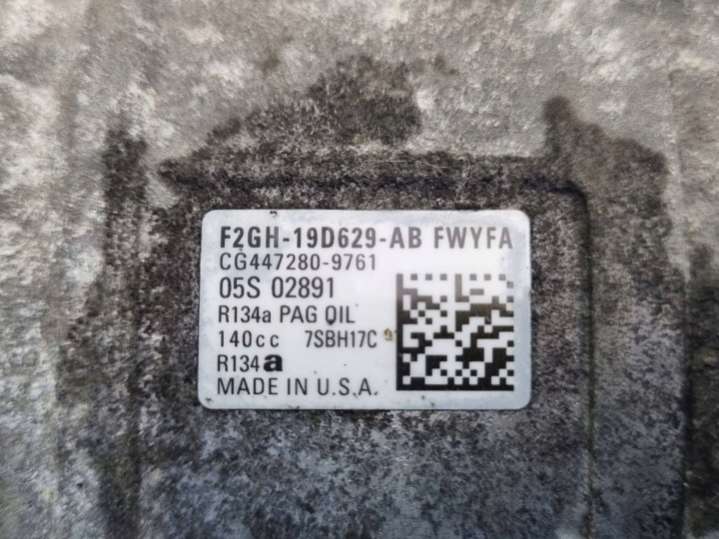 F2GH-19D629-AB FWYFA
CG447280-9761
05S 02891
R134a PAG OIL
140cc 7SBH17C
R134a
MADE IN U.S.A.